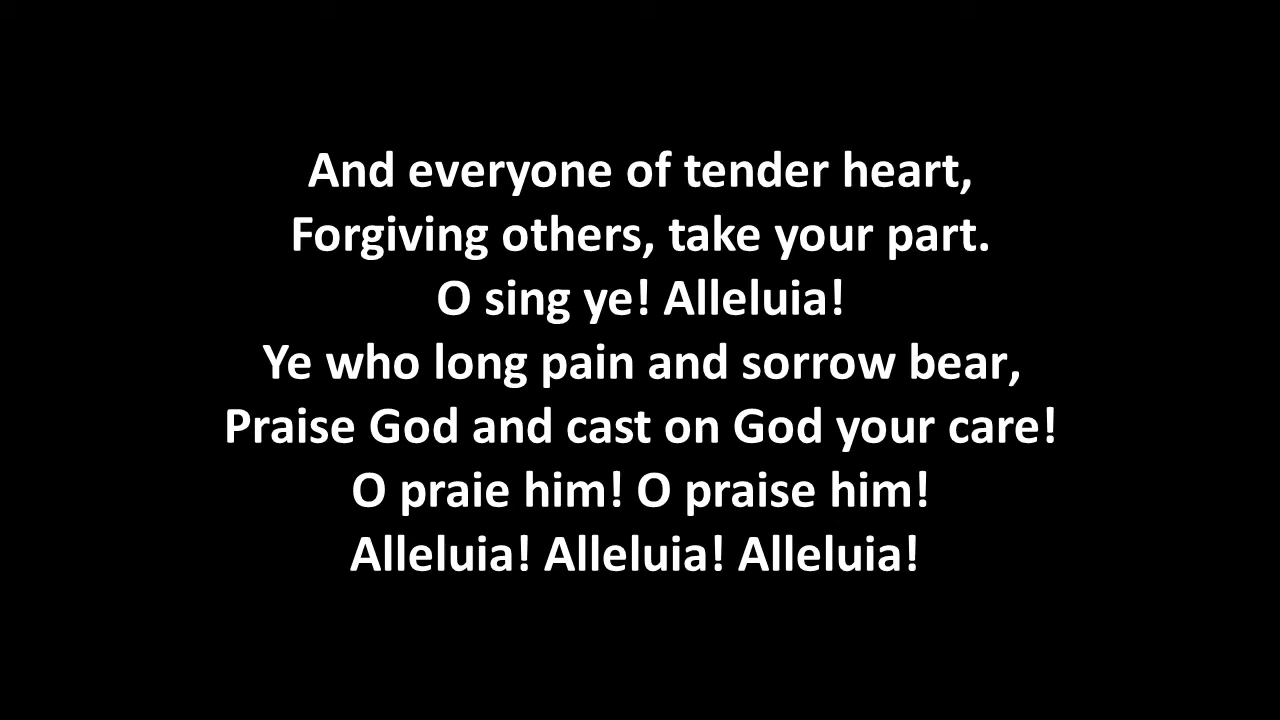 And everyone of tender heart,
Forgiving others, take your part.
O sing ye! Alleluia!
Ye who long pain and sorrow bear,
Praise God and cast on God your care!
O praie him! O praise him!
Alleluia! Alleluia! Alleluia!